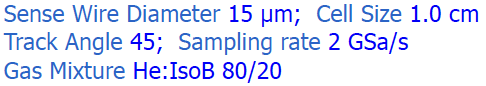 Sense Wire Diameter 15 μm; Cell Size 1.0 cm
Track Angle 45; Sampling rate 2 GSa/s
Gas Mixture He:IsoB 80/20